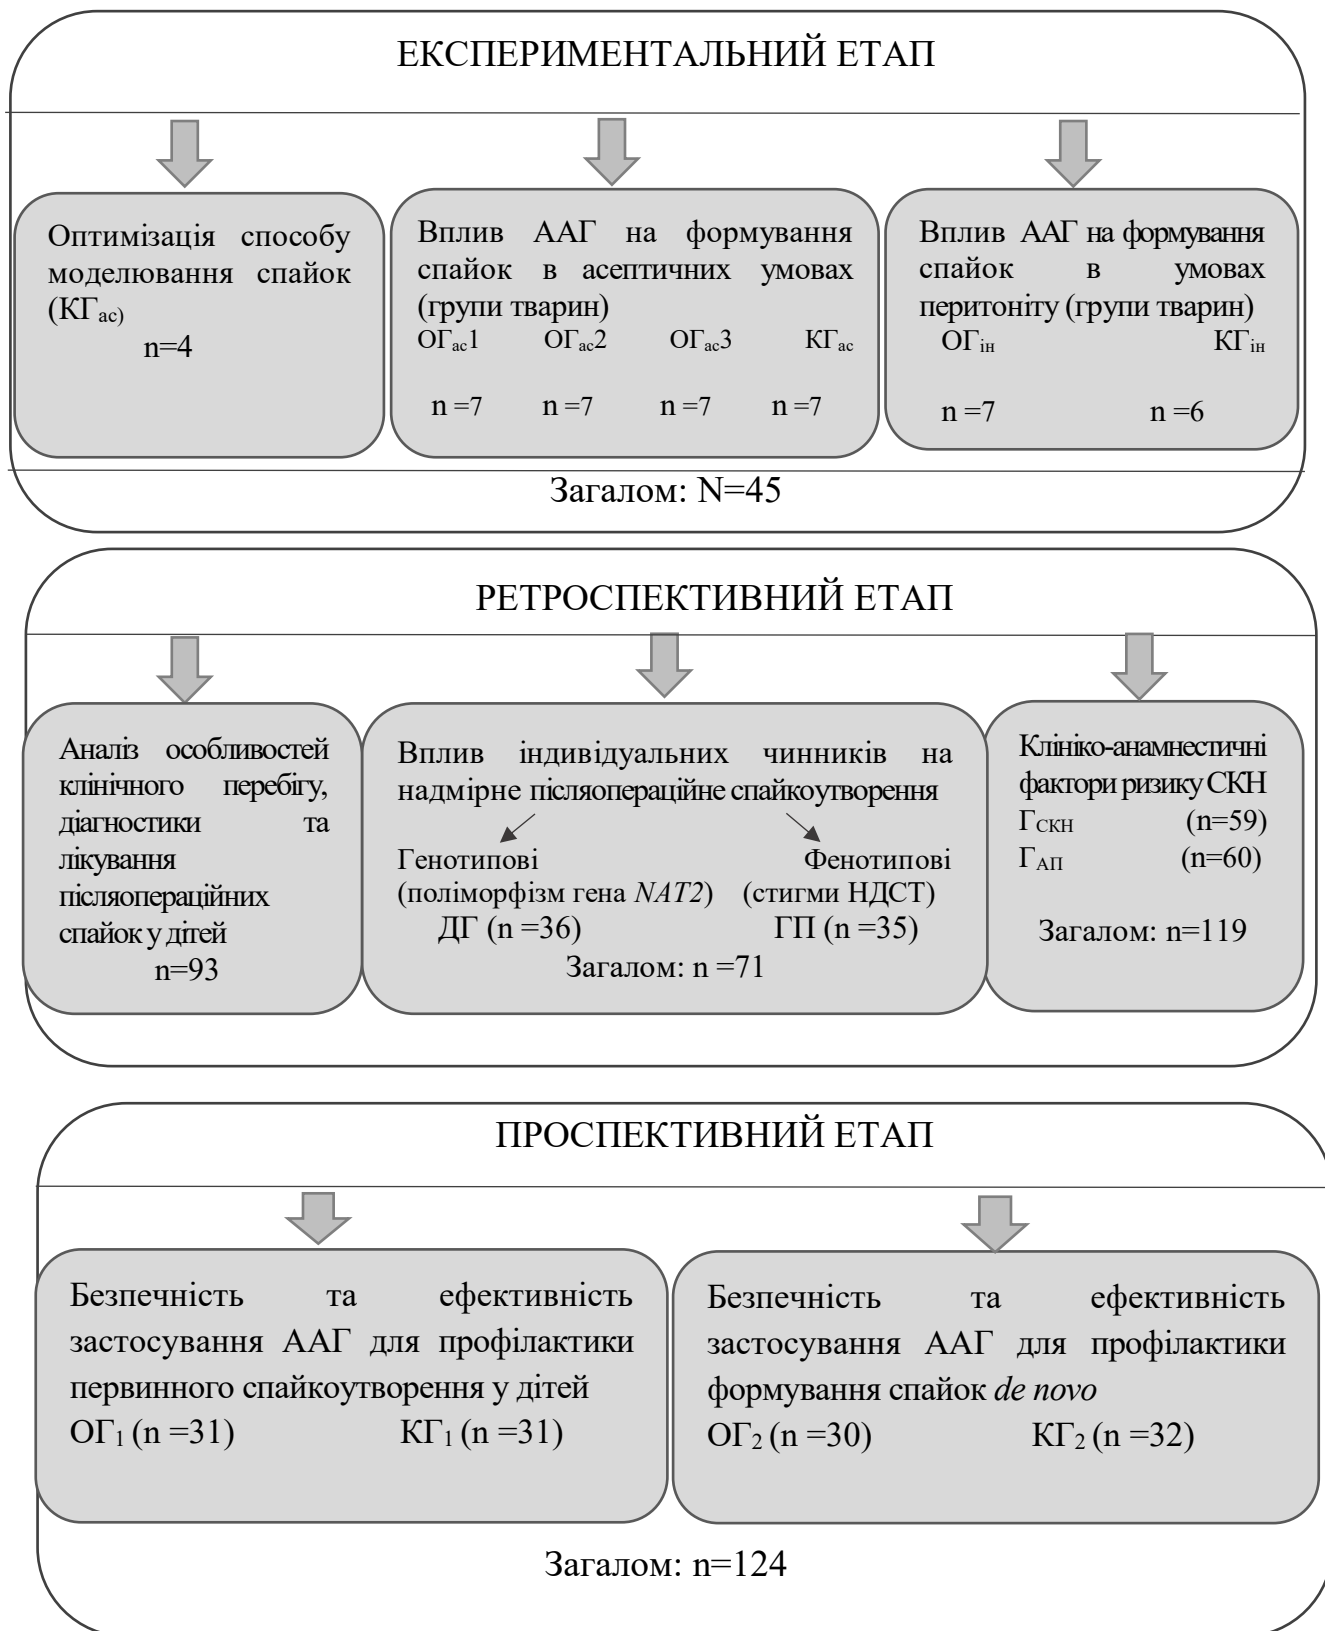 ЕКСПЕРИМЕНТАЛЬНИЙ ЕТАП
Оптимізація способу
моделювання спайок
(КГас)
n=4
Вплив ААГ на формування
спайок в асептичних умовах
(групи тварин)
ОГас1 ОГас2 ОГас3 КГас
n =7 n =7 n =7 n =7
Вплив ААГ на формування
спайок в умовах
перитоніту (групи тварин)
ОГін КГін
n =7 n =6
Загалом: N=45
РЕТРОСПЕКТИВНИЙ ЕТАП
Аналіз особливостей
клінічного перебігу,
діагностики та
лікування
післяопераційних
спайок у дітей
n=93
Вплив індивідуальних чинників на
надмірне післяопераційне спайкоутворення
Генотипові Фенотипові
(поліморфізм гена NAT2) (стигми НДСТ)
ДГ (n =36) ГП (n =35)
Загалом: n =71
Клініко-анамнестичні
фактори ризику СКН
ГСКН (n=59)
ГАП (n=60)
Загалом: n=119
ПРОСПЕКТИВНИЙ ЕТАП
Безпечність та ефективність
застосування ААГ для профілактики
первинного спайкоутворення у дітей
ОГ1 (n =31) КГ1 (n =31)
Безпечність та ефективність
застосування ААГ для профілактики
формування спайок de novo
ОГ2 (n =30) КГ2 (n =32)
Загалом: n=124